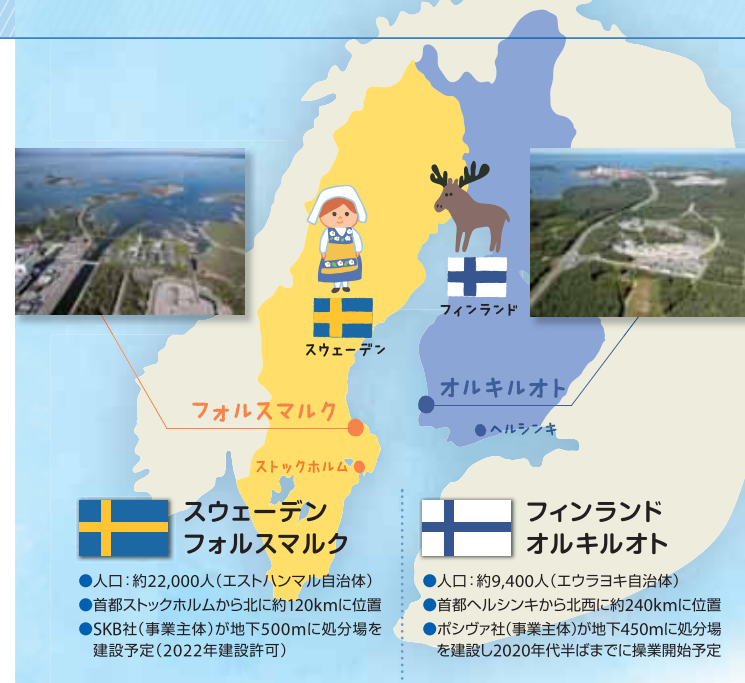 フィンランド
スウェーデン
オルキルオト
フォルスマルク
ヘルシンキ
ストックホルム
スウェーデン
フォルスマルク
●人口：約22,000人（エストハンマル自治体）
●首都ストックホルムから北に約120kmに位置
●SKB社（事業主体）が地下500mに処分場を
建設予定（2022年建設許可）
フィンランド
オルキルオト
●人口：約9,400人（エウラヨキ自治体）
●首都ヘルシンキから北西に約240kmに位置
●ポシヴァ社（事業主体）が地下450mに処分場
を建設し2020年代半ばまでに操業開始予定